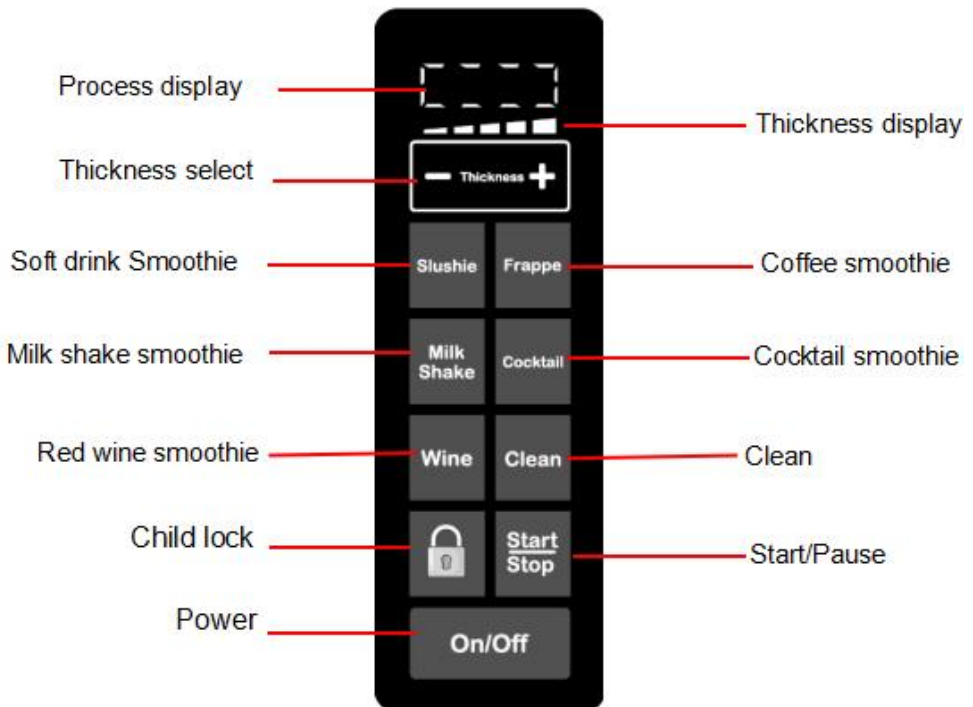 Process display
Thickness display
Thickness select
− Thickness +
Soft drink Smoothie
Slushie
Frappe
Coffee smoothie
Milk shake smoothie
Milk
Shake
Cocktail
Cocktail smoothie
Red wine smoothie
Wine
Clean
Clean
Child lock
Start
Stop
Start/Pause
Power
On/Off